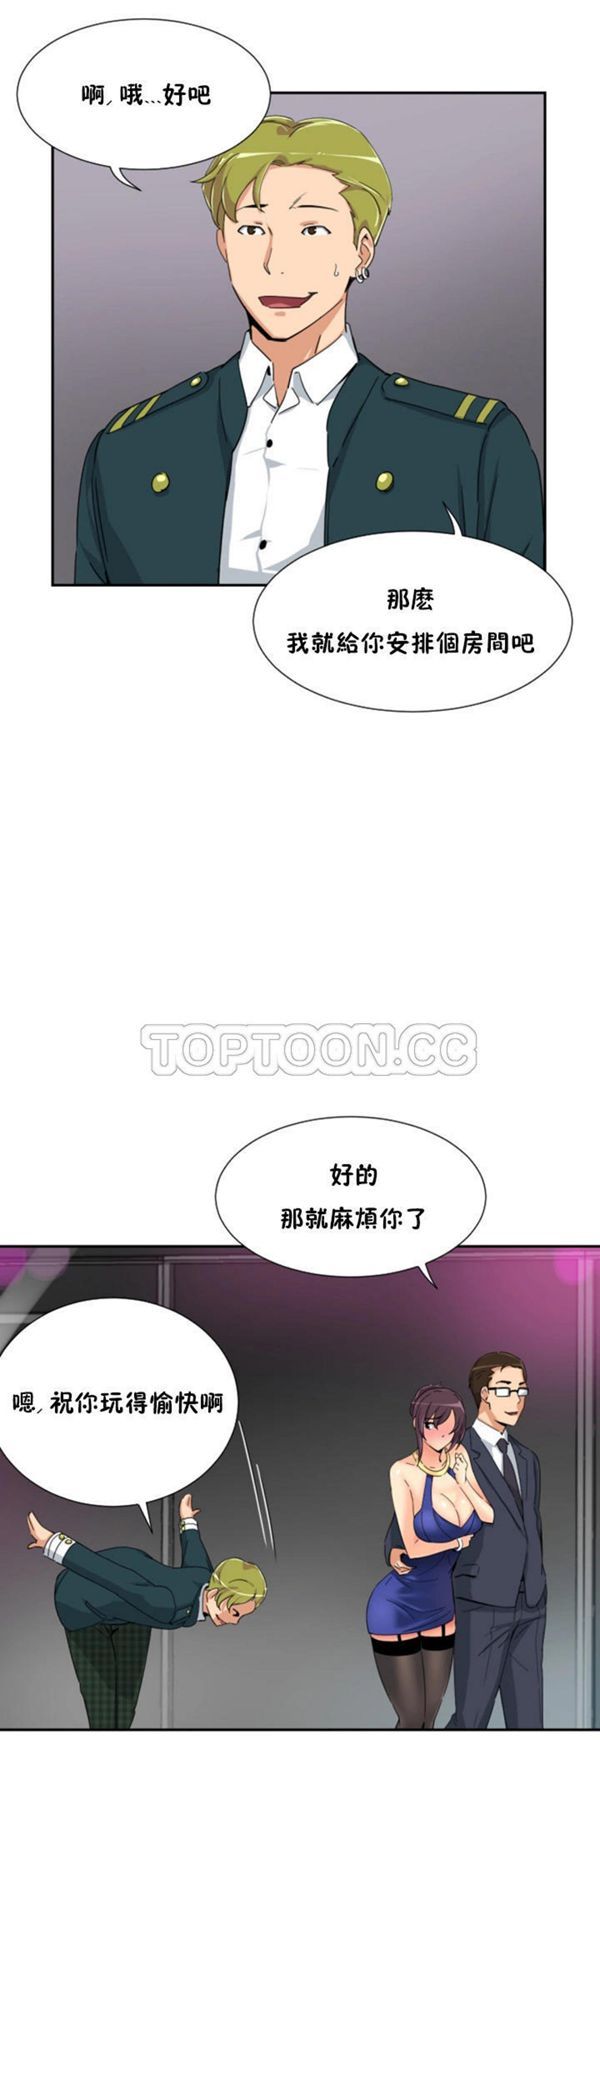 啊, 哦...好吧
那麽
我就給你安排個房間吧
TOPTOON.CC
好的
那就麻煩你了
嗯, 祝你玩得愉快啊